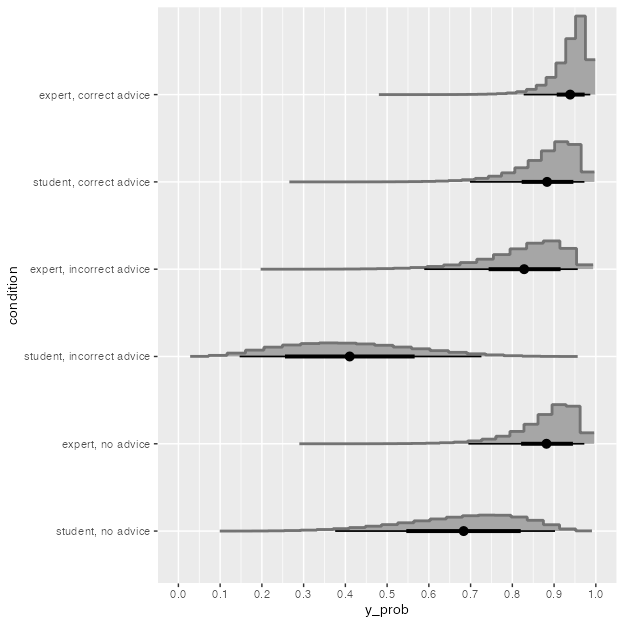 expert, correct advice
student, correct advice
expert, incorrect advice
student, incorrect advice
expert, no advice
student, no advice
condition
0.0 0.1 0.2 0.3 0.4 0.5 0.6 0.7 0.8 0.9 1.0
y_prob